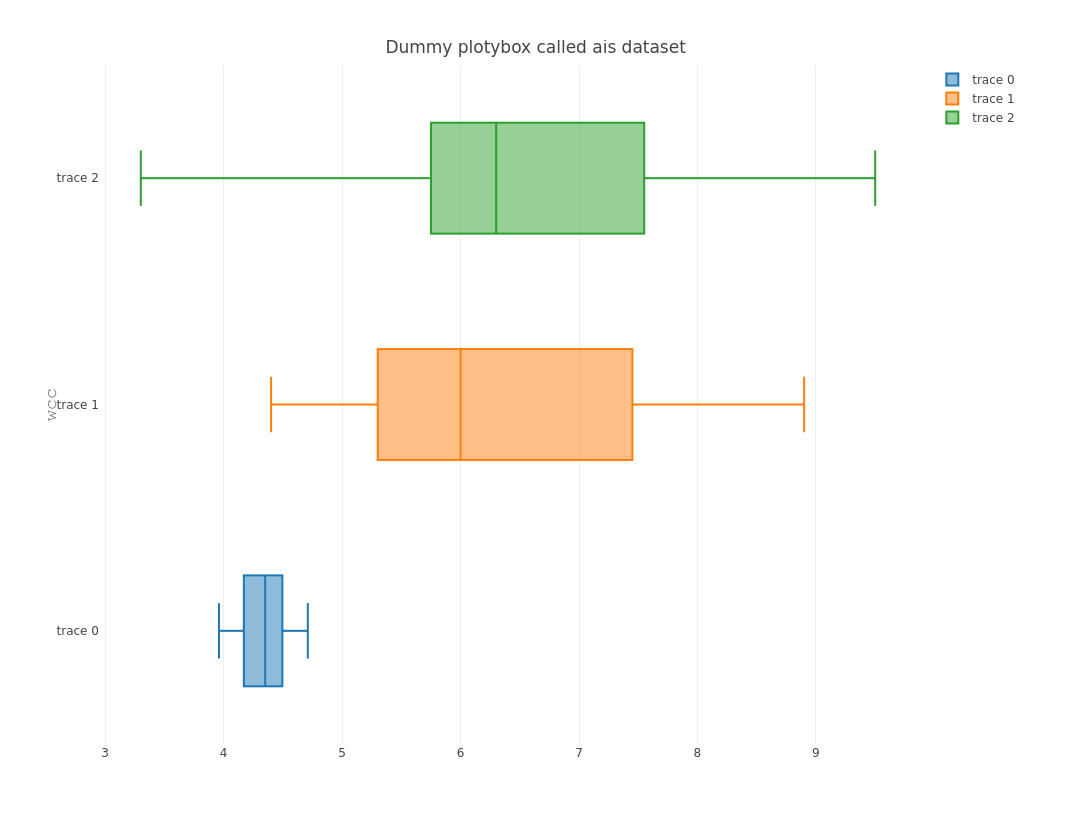 Dummy plotybox called ais dataset
trace 0
trace 1
trace 2
trace 2
wcc
trace 1
trace 0
3 4 5 6 7 8 9